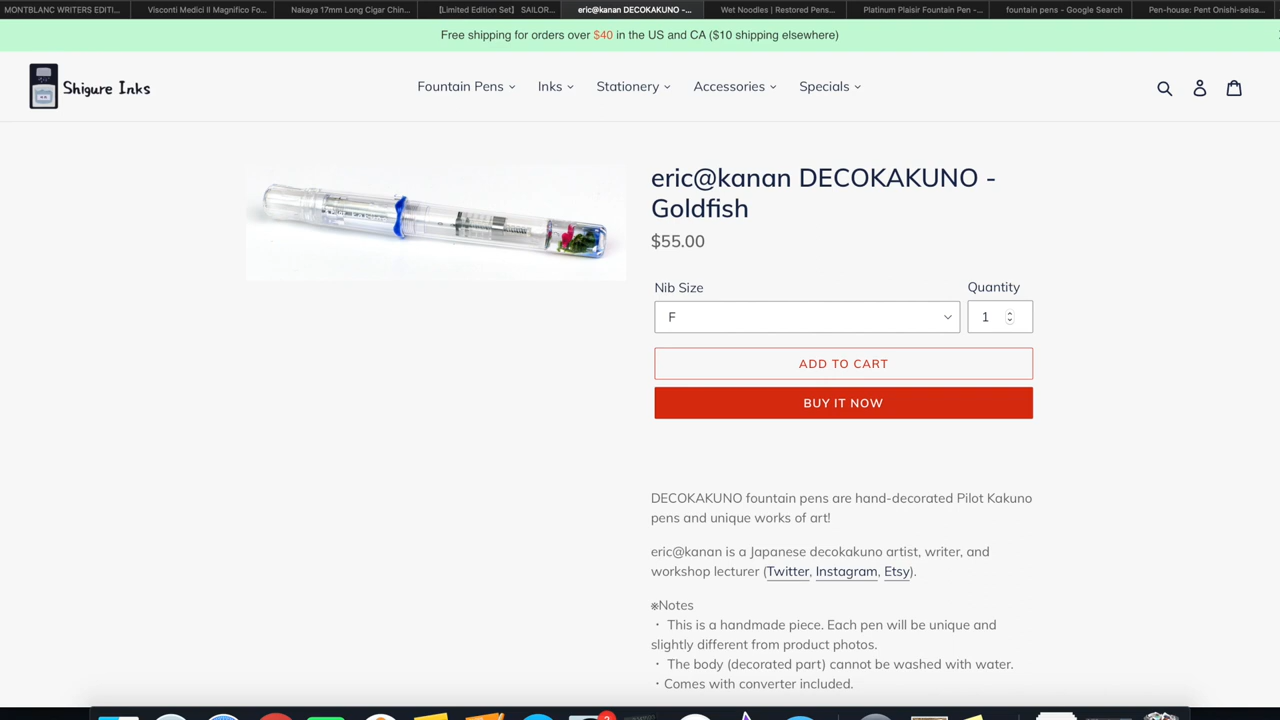 MONTBLANC WRITERS EDITI...
Visconti Medici Il Magnifico Fo...
Nakaya 17mm Long Cigar Chin...
【Limited Edition Set】 SAILOR...
eric@kanan DECOKAKUNO -...
Wet Noodles | Restored Pens...
Platinum Plaisir Fountain Pen -...
fountain pens - Google Search
Pen-house: Pent Onishi-seisa...
Free shipping for orders over $40 in the US and CA ($10 shipping elsewhere)
Shigure Inks
Fountain Pens
Inks
Stationery
Accessories
Specials
eric@kanan DECOKAKUNO -
Goldfish
$55.00
Nib Size
Quantity
F
1
ADD TO CART
BUY IT NOW
DECOKAKUNO fountain pens are hand-decorated Pilot Kakuno
pens and unique works of art!
eric@kanan is a Japanese decokakuno artist, writer, and
workshop lecturer (Twitter, Instagram, Etsy).
※Notes
・ This is a handmade piece. Each pen will be unique and
slightly different from product photos.
・ The body (decorated part) cannot be washed with water.
・Comes with converter included.